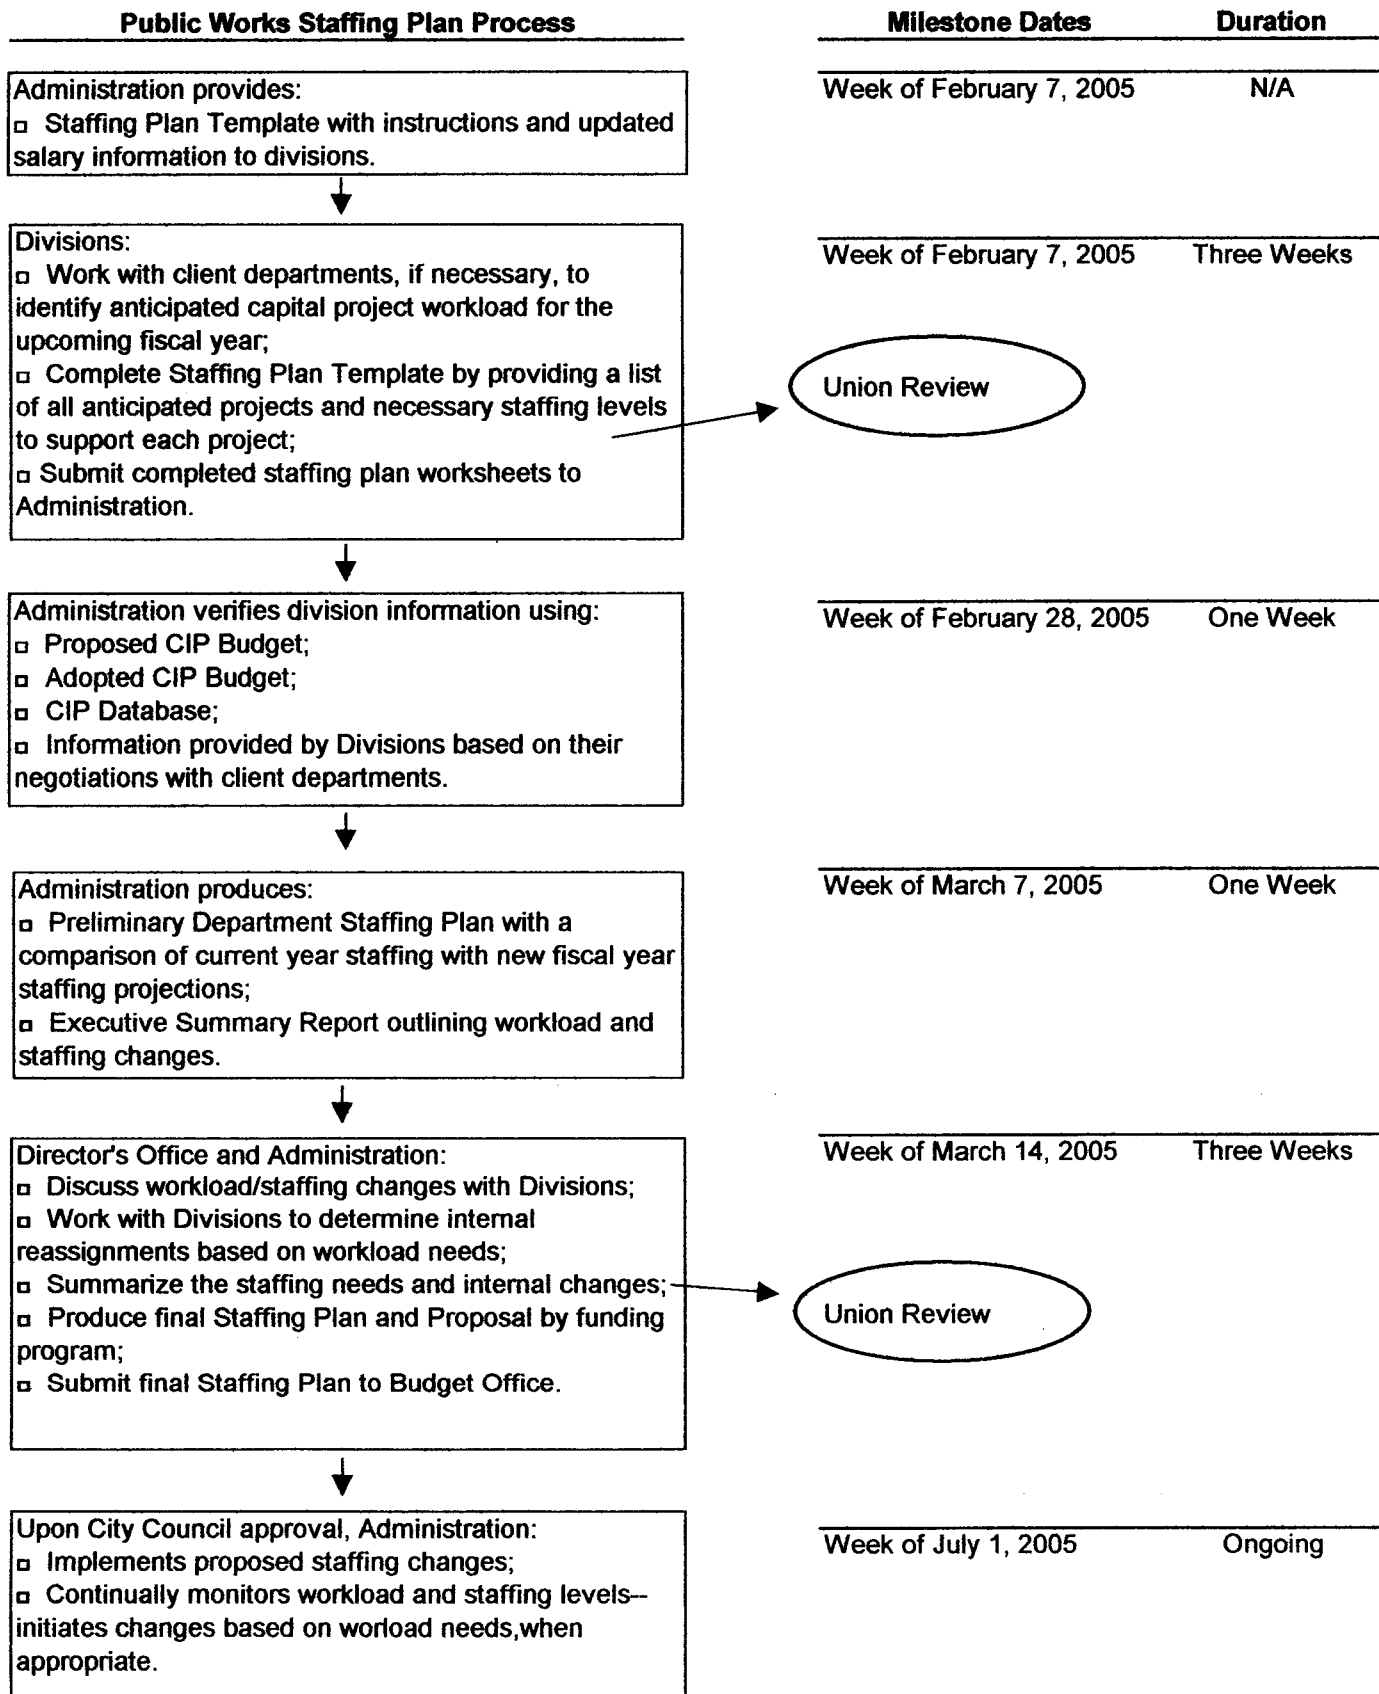 Public Works Staffing Plan Process
Milestone Dates
Duration
Administration provides:
▫ Staffing Plan Template with instructions and updated
salary information to divisions.
Week of February 7, 2005
N/A
Divisions:
▫ Work with client departments, if necessary, to
identify anticipated capital project workload for the
upcoming fiscal year;
▫ Complete Staffing Plan Template by providing a list
of all anticipated projects and necessary staffing levels
to support each project;
▫ Submit completed staffing plan worksheets to
Administration.
Week of February 7, 2005
Three Weeks
Union Review
Administration verifies division information using:
▫ Proposed CIP Budget;
▫ Adopted CIP Budget;
▫ CIP Database;
▫ Information provided by Divisions based on their
negotiations with client departments.
Week of February 28, 2005
One Week
Administration produces:
▫ Preliminary Department Staffing Plan with a
comparison of current year staffing with new fiscal year
staffing projections;
▫ Executive Summary Report outlining workload and
staffing changes.
Week of March 7, 2005
One Week
Director's Office and Administration:
▫ Discuss workload/staffing changes with Divisions;
▫ Work with Divisions to determine internal
reassignments based on workload needs;
▫ Summarize the staffing needs and internal changes;
▫ Produce final Staffing Plan and Proposal by funding
program;
▫ Submit final Staffing Plan to Budget Office.
Week of March 14, 2005
Three Weeks
Union Review
Upon City Council approval, Administration:
▫ Implements proposed staffing changes;
▫ Continually monitors workload and staffing levels--
initiates changes based on worload needs,when
appropriate.
Week of July 1, 2005
Ongoing